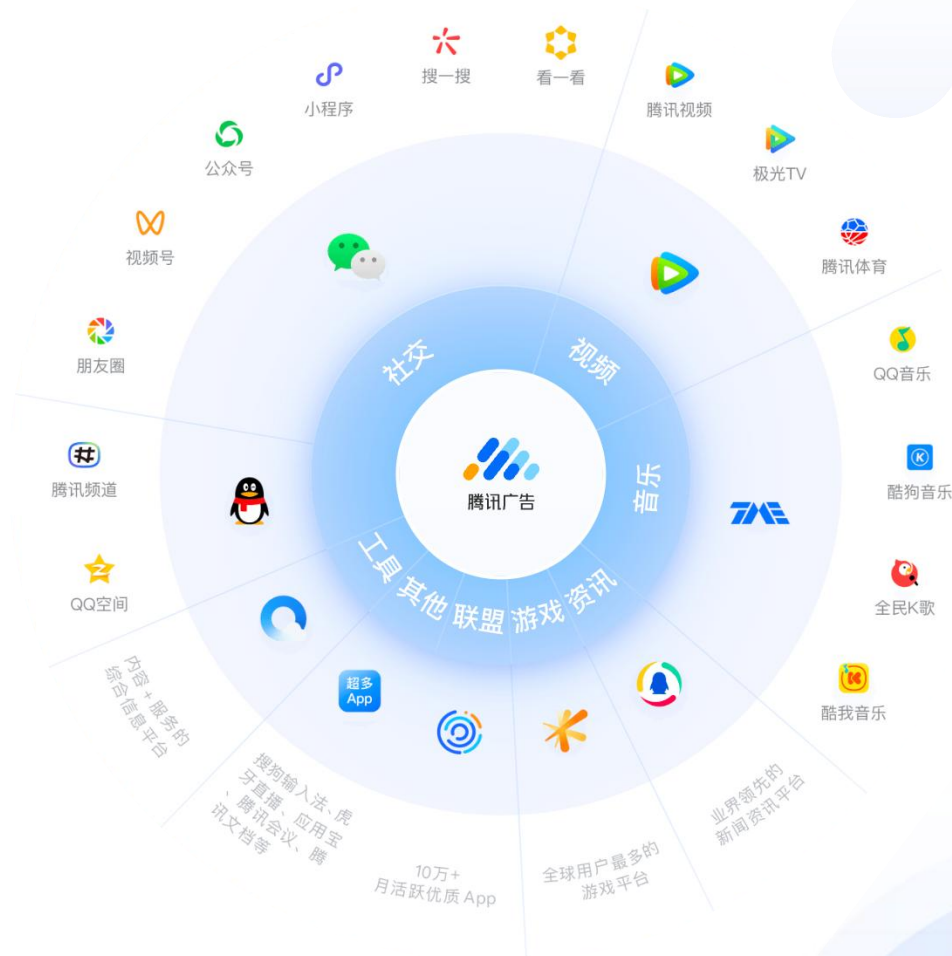 搜一搜
看一看
小程序
腾讯视频
公众号
极光TV
视频号
腾讯体育
朋友圈
QQ音乐
腾讯频道
酷狗音乐
QQ空间
全民K歌
酷我音乐
社交
视频
音乐
资讯
游戏
联盟
其他
工具
腾讯广告
超多
App
内容+服务的
综合信息平台
搜狗输入法、虎
牙直播、应用宝
、腾讯会议、腾
讯文档等
10万+
月活跃优质 App
全球用户最多的
游戏平台
业界领先的
新闻资讯平台